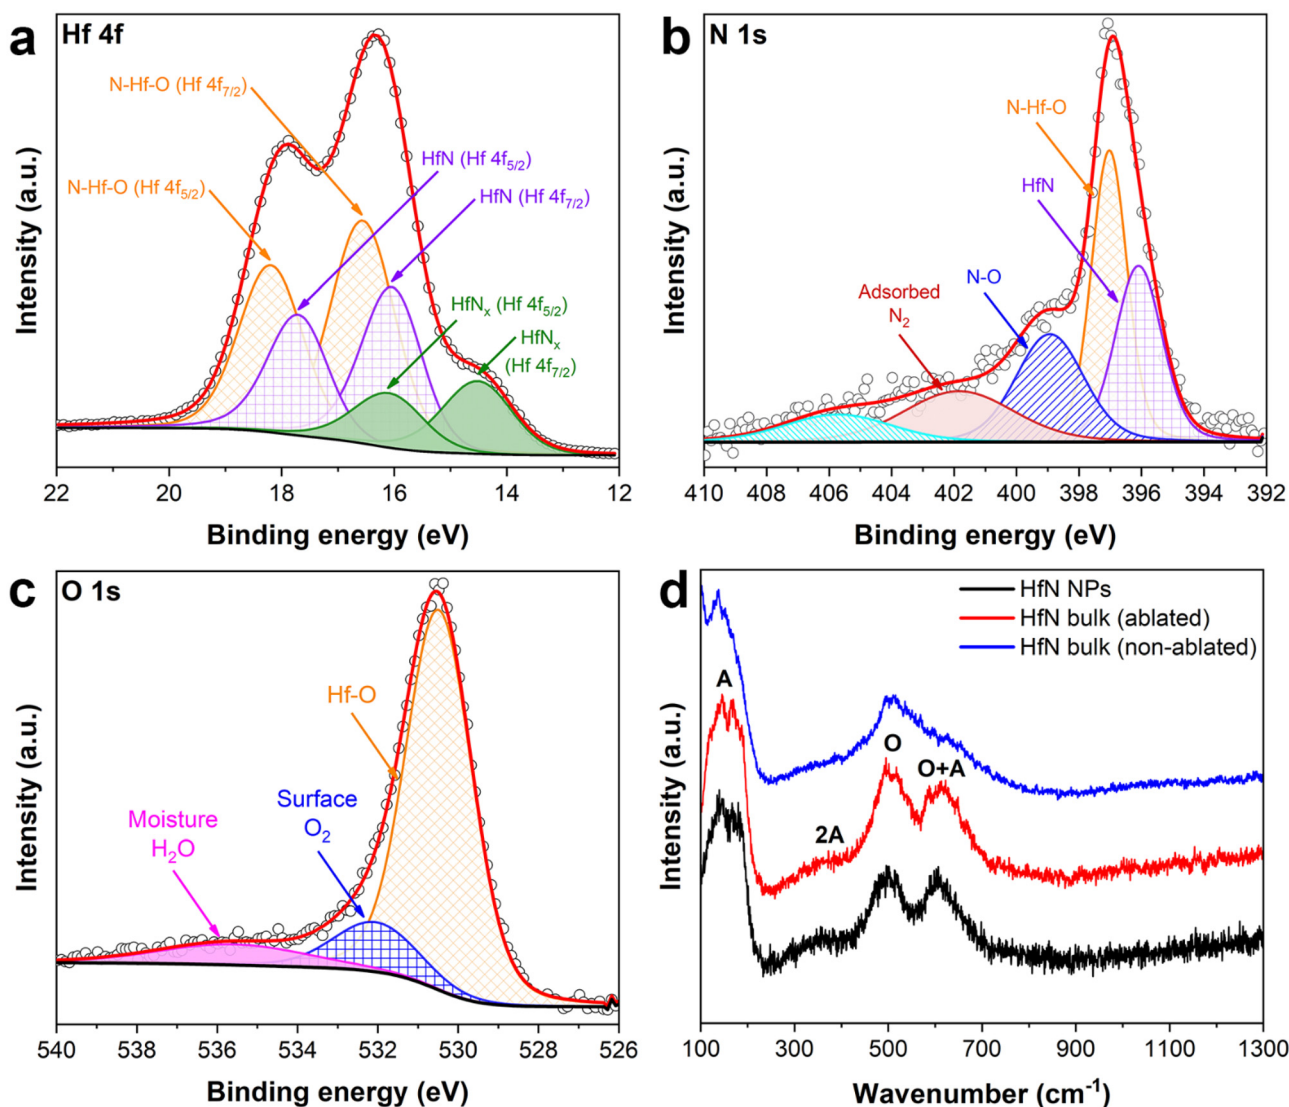 a
Hf 4f
N-Hf-O (Hf 4f7/2)
N-Hf-O (Hf 4f5/2)
HfN (Hf 4f5/2)
HfN (Hf 4f7/2)
HfNx (Hf 4f5/2)
HfNx
(Hf 4f7/2)
Intensity (a.u.)
22 20 18 16 14 12
Binding energy (eV)
b
N 1s
N-Hf-O
HfN
N-O
Adsorbed
N2
Intensity (a.u.)
410 408 406 404 402 400 398 396 394 392
Binding energy (eV)
c
O 1s
Hf-O
Surface
O2
Moisture
H2O
Intensity (a.u.)
540 538 536 534 532 530 528 526
Binding energy (eV)
d
HfN NPs
HfN bulk (ablated)
HfN bulk (non-ablated)
A
O
O+A
2A
Intensity (a.u.)
100 300 500 700 900 1100 1300
Wavenumber (cm-1)